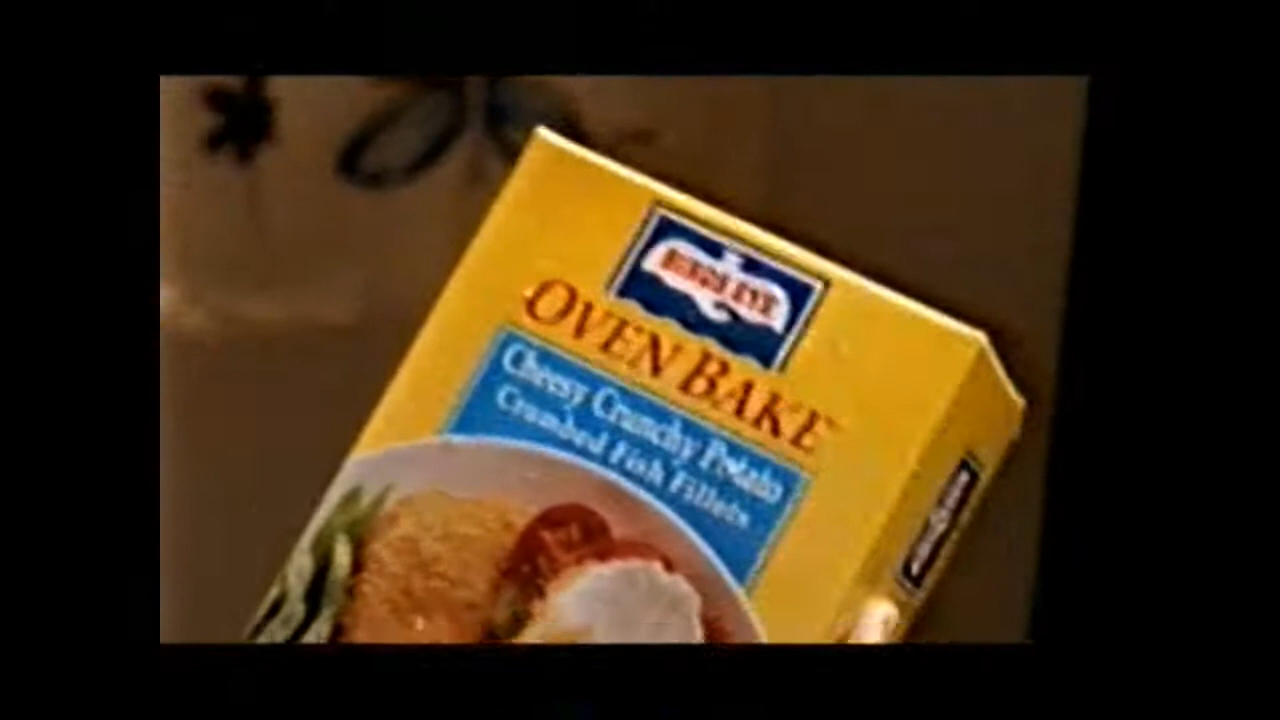 BIRDS EYE
OVEN BAKE
Cheesy Crunchy Potato
Crumbed Fish Fillets